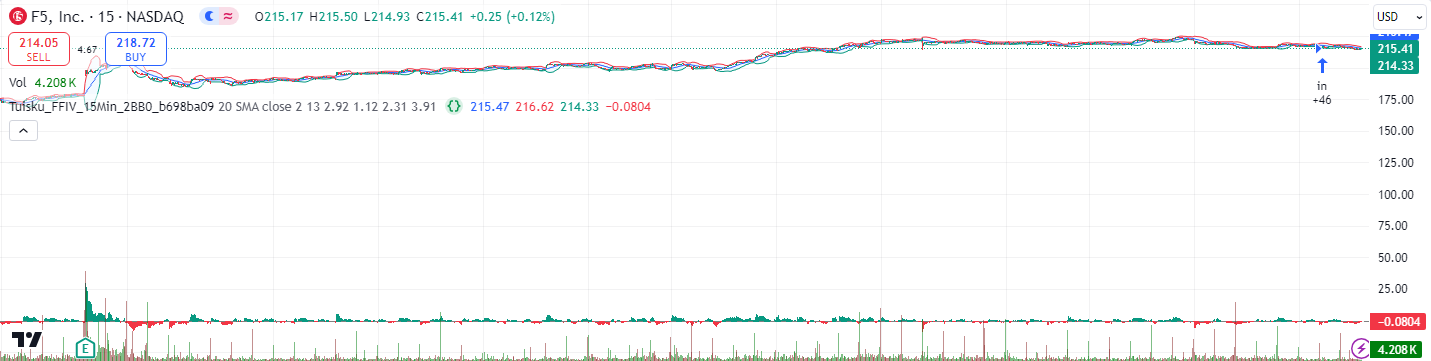 F5, Inc. · 15 · NASDAQ O215.17 H215.50 L214.93 C215.41 +0.25 (+0.12%)
USD
214.05 SELL 4.67 218.72 BUY
215.41
214.33
Vol 4.208 K
in
+46
Tuisku_FFIV_15Min_2BB0_b698ba09 20 SMA close 2 13 2.92 1.12 2.31 3.91 {} 215.47 216.62 214.33 −0.0804
175.00
150.00
125.00
100.00
75.00
50.00
25.00
−0.0804
E
4.208 K